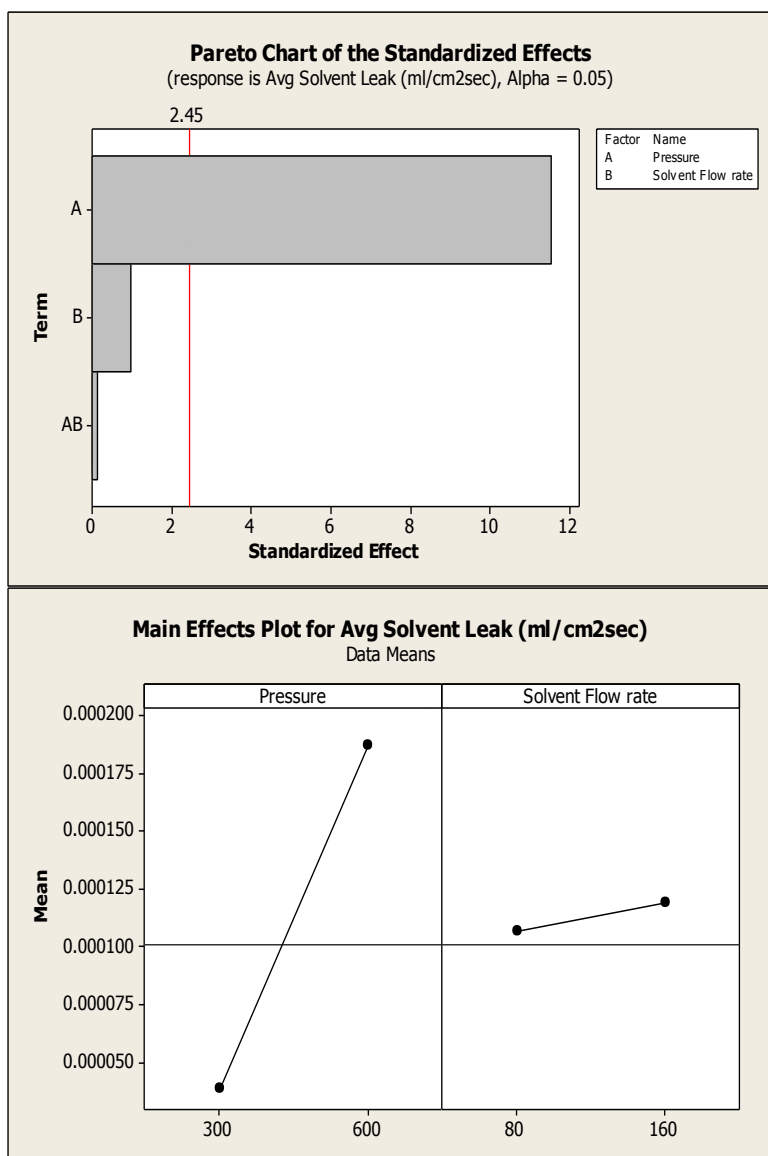 Pareto Chart of the Standardized Effects
(response is Avg Solvent Leak (ml/cm2sec), Alpha = 0.05)
2.45
Factor Name
A Pressure
B Solvent Flow rate
Term
A
B
AB
0 2 4 6 8 10 12
Standardized Effect
Main Effects Plot for Avg Solvent Leak (ml/cm2sec)
Data Means
Pressure Solvent Flow rate
Mean
0.000200
0.000175
0.000150
0.000125
0.000100
0.000075
0.000050
300 600 80 160